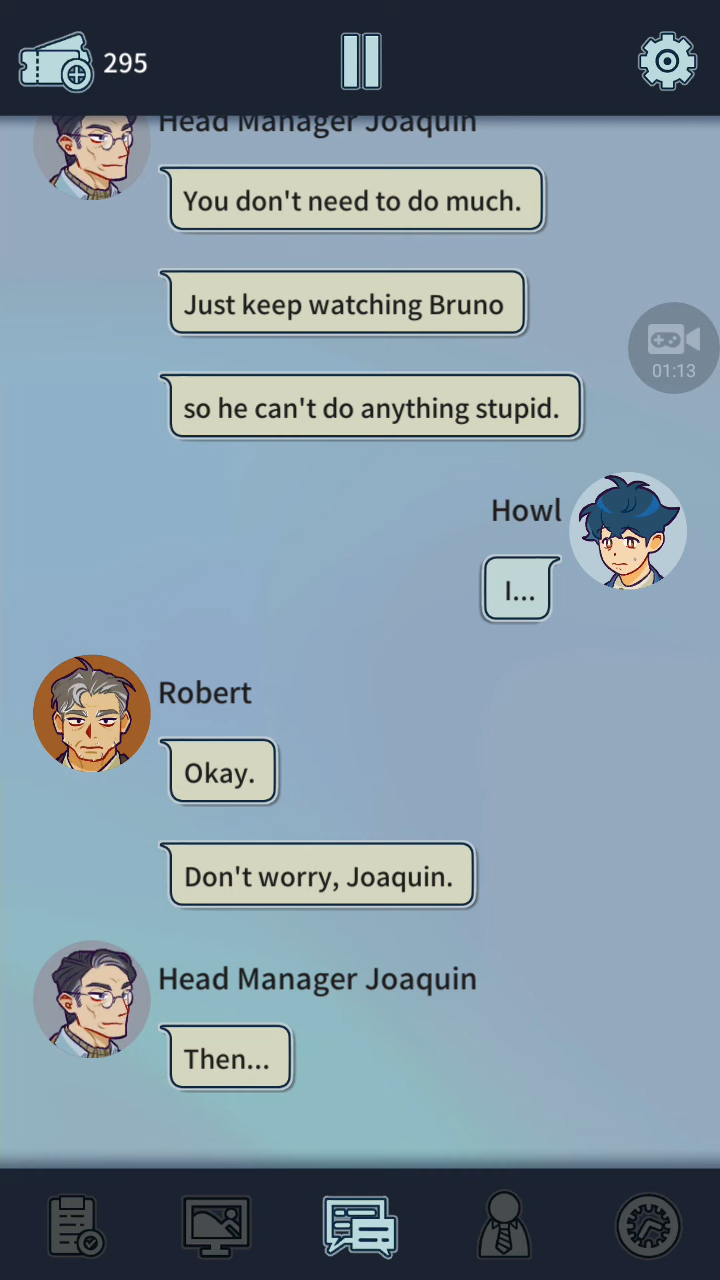 295
Head Manager Joaquin
You don't need to do much.
Just keep watching Bruno
01:13
so he can't do anything stupid.
Howl
I...
Robert
Okay.
Don't worry, Joaquin.
Head Manager Joaquin
Then...